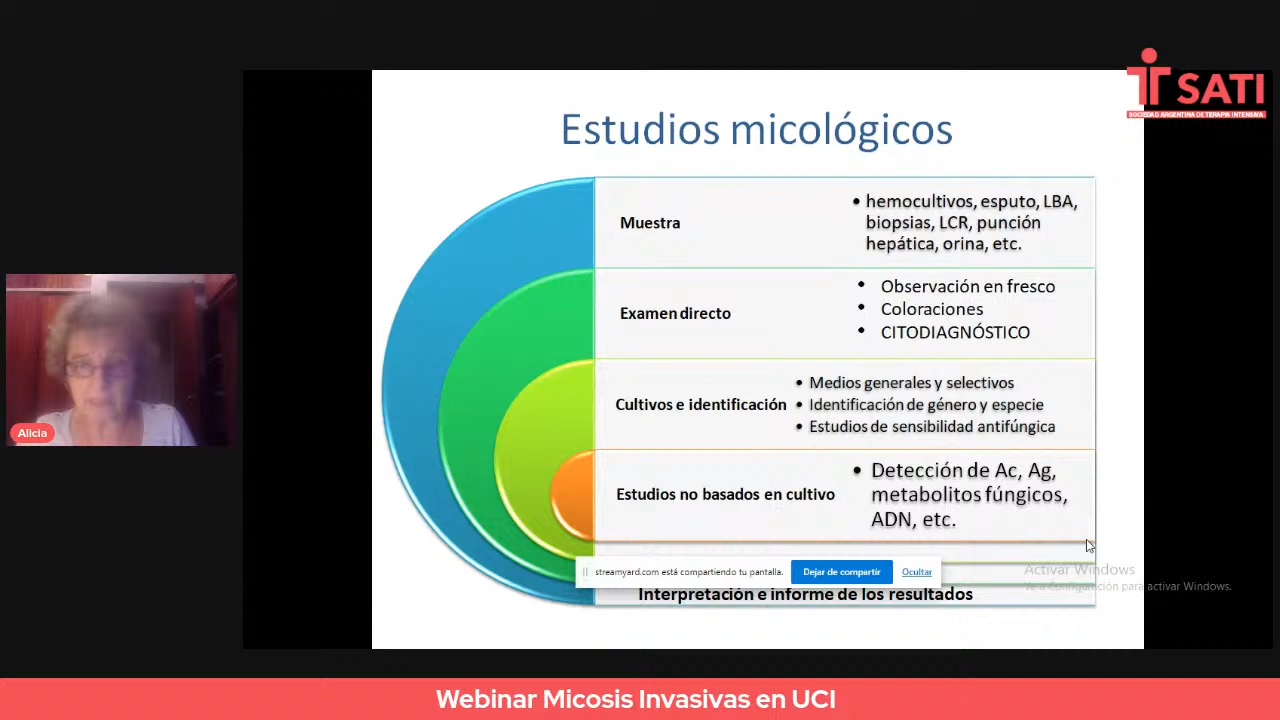 SATI
SOCIEDAD ARGENTINA DE TERAPIA INTENSIVA
Estudios micológicos
Muestra
• hemocultivos, esputo, LBA,
biopsias, LCR, punción
hepática, orina, etc.
Examen directo
• Observación en fresco
• Coloraciones
• CITODIAGNÓSTICO
Cultivos e identificación
• Medios generales y selectivos
• Identificación de género y especie
• Estudios de sensibilidad antifúngica
Estudios no basados en cultivo
• Detección de Ac, Ag,
metabolitos fúngicos,
ADN, etc.
streamyard.com está compartiendo tu pantalla.
Dejar de compartir
Ocultar
Interpretación e informe de los resultados
Activar Windows
Ve a Configuración para activar Windows.
Alicia
Webinar Micosis Invasivas en UCI